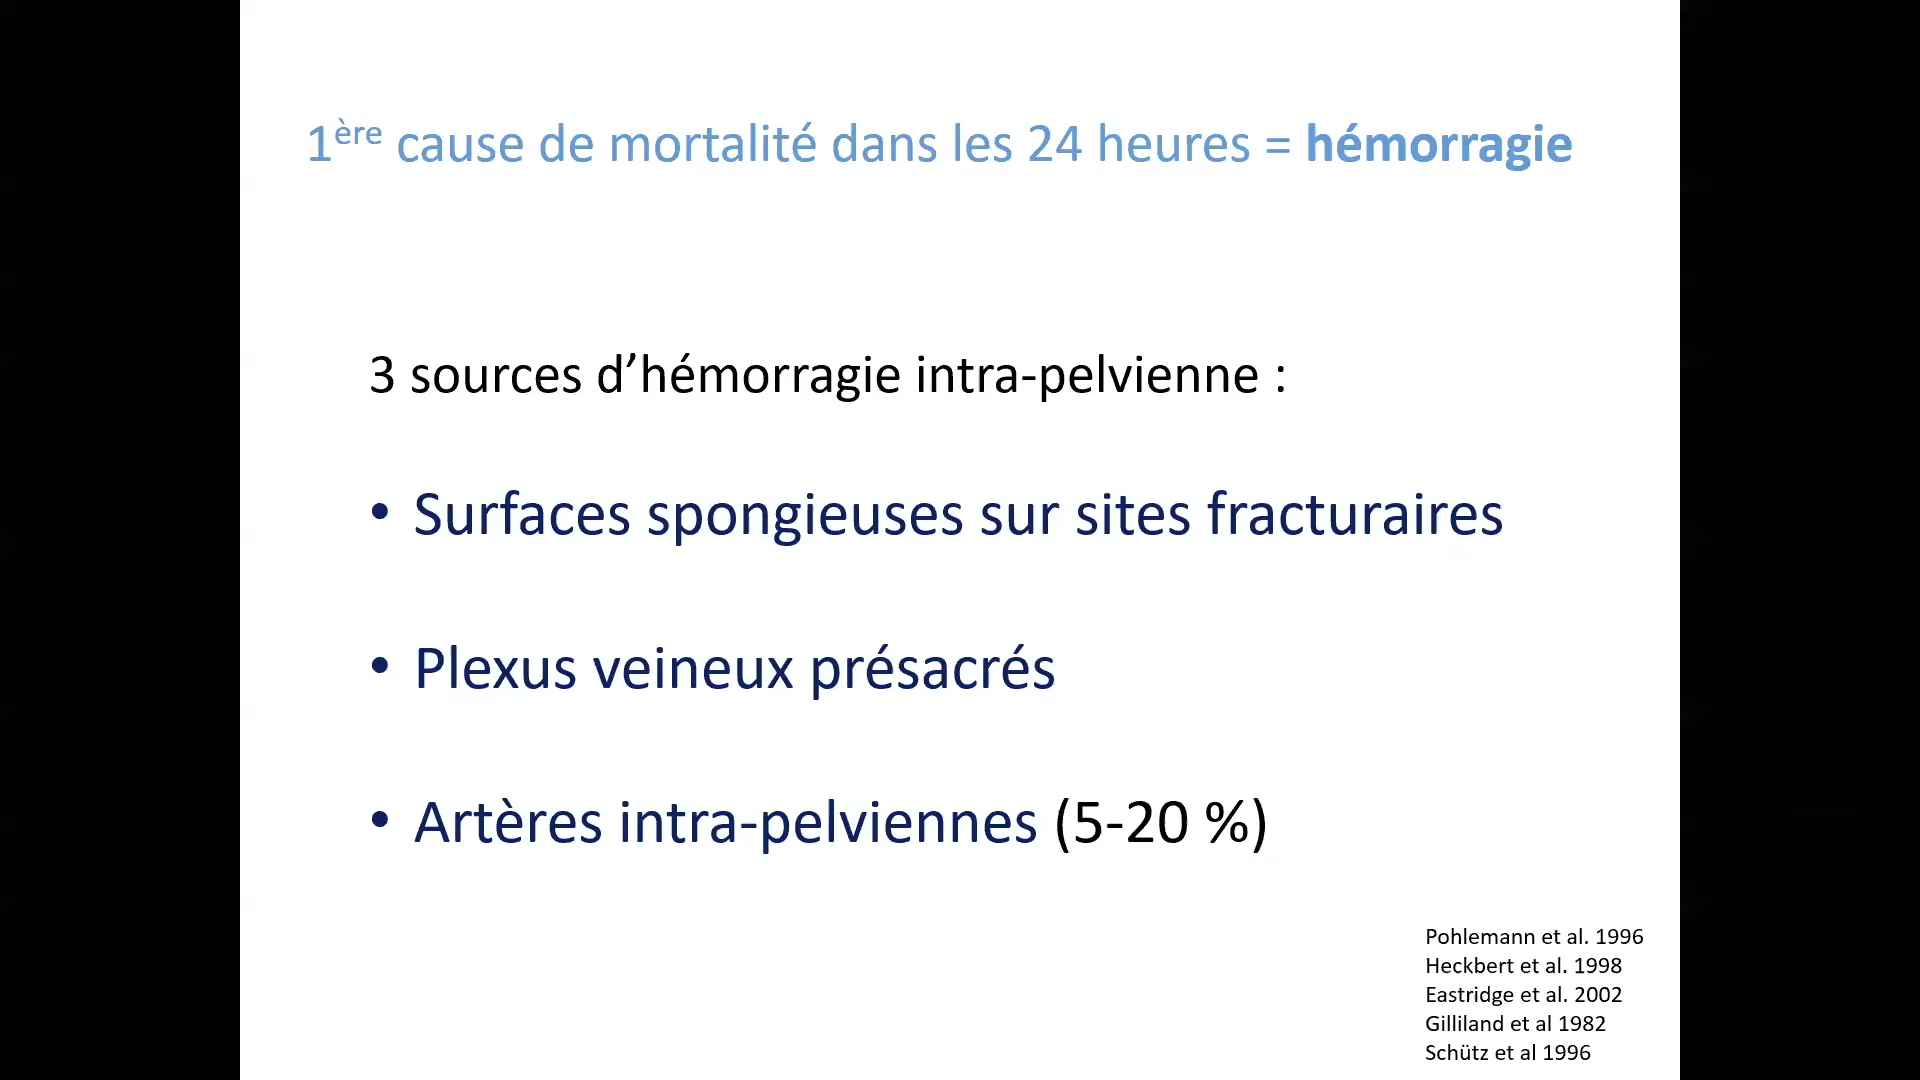 1ère cause de mortalité dans les 24 heures = hémorragie
3 sources d’hémorragie intra-pelvienne :
• Surfaces spongieuses sur sites fracturaires
• Plexus veineux présacrés
• Artères intra-pelviennes (5-20 %)
Pohlemann et al. 1996
Heckbert et al. 1998
Eastridge et al. 2002
Gilliland et al 1982
Schütz et al 1996